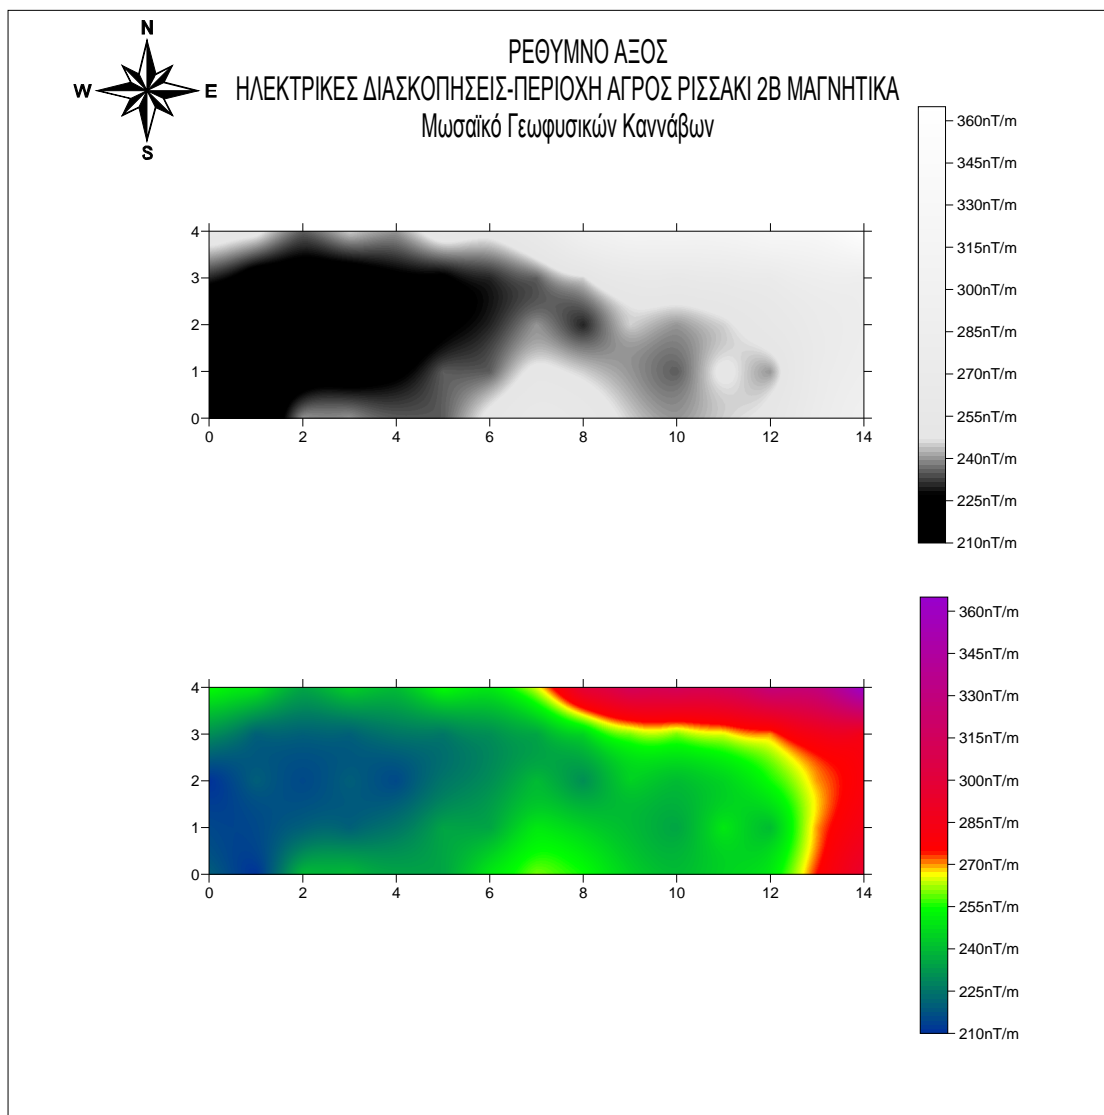 N
W E
S
ΡΕΘΥΜΝΟ ΑΞΟΣ
ΗΛΕΚΤΡΙΚΕΣ ΔΙΑΣΚΟΠΗΣΕΙΣ-ΠΕΡΙΟΧΗ ΑΓΡΟΣ ΡΙΣΣΑΚΙ 2Β ΜΑΓΝΗΤΙΚΑ
Μωσαϊκό Γεωφυσικών Καννάβων
360nT/m
345nT/m
330nT/m
315nT/m
300nT/m
285nT/m
270nT/m
255nT/m
240nT/m
225nT/m
210nT/m
4
3
2
1
0
0 2 4 6 8 10 12 14
360nT/m
345nT/m
330nT/m
315nT/m
300nT/m
285nT/m
270nT/m
255nT/m
240nT/m
225nT/m
210nT/m
4
3
2
1
0
0 2 4 6 8 10 12 14